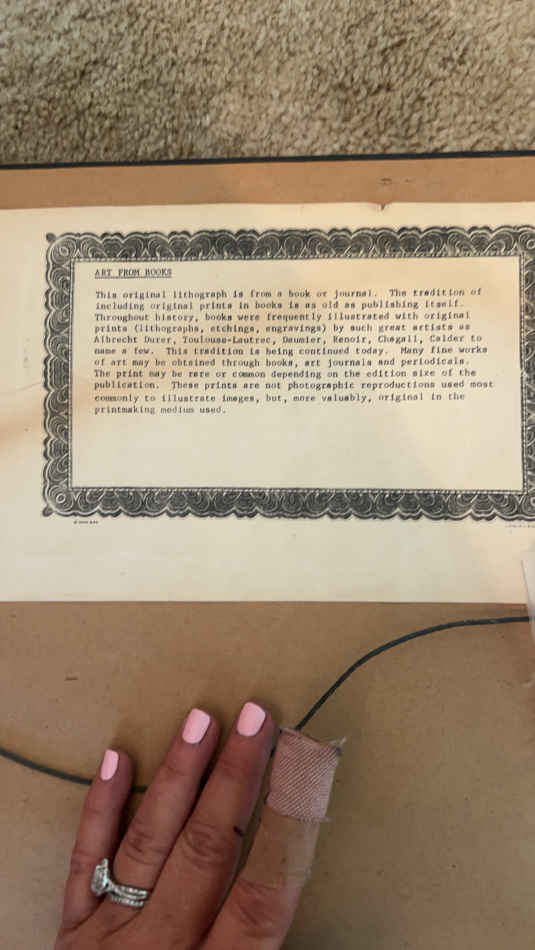 ART FROM BOOKS
This original lithograph is from a book or journal. The tradition of
including original prints in books is as old as publishing itself.
Throughout history, books were frequently illustrated with original
prints (lithographs, etchings, engravings) by such great artists as
Albrecht Durer, Toulouse-Lautrec, Daumier, Renoir, Chagall, Calder to
name a few. This tradition is being continued today. Many fine works
of art may be obtained through books, art journals and periodicals.
The print may be rare or common depending on the edition size of the
publication. These prints are not photographic reproductions used most
commonly to illustrate images, but, more valuably, original in the
printmaking medium used.